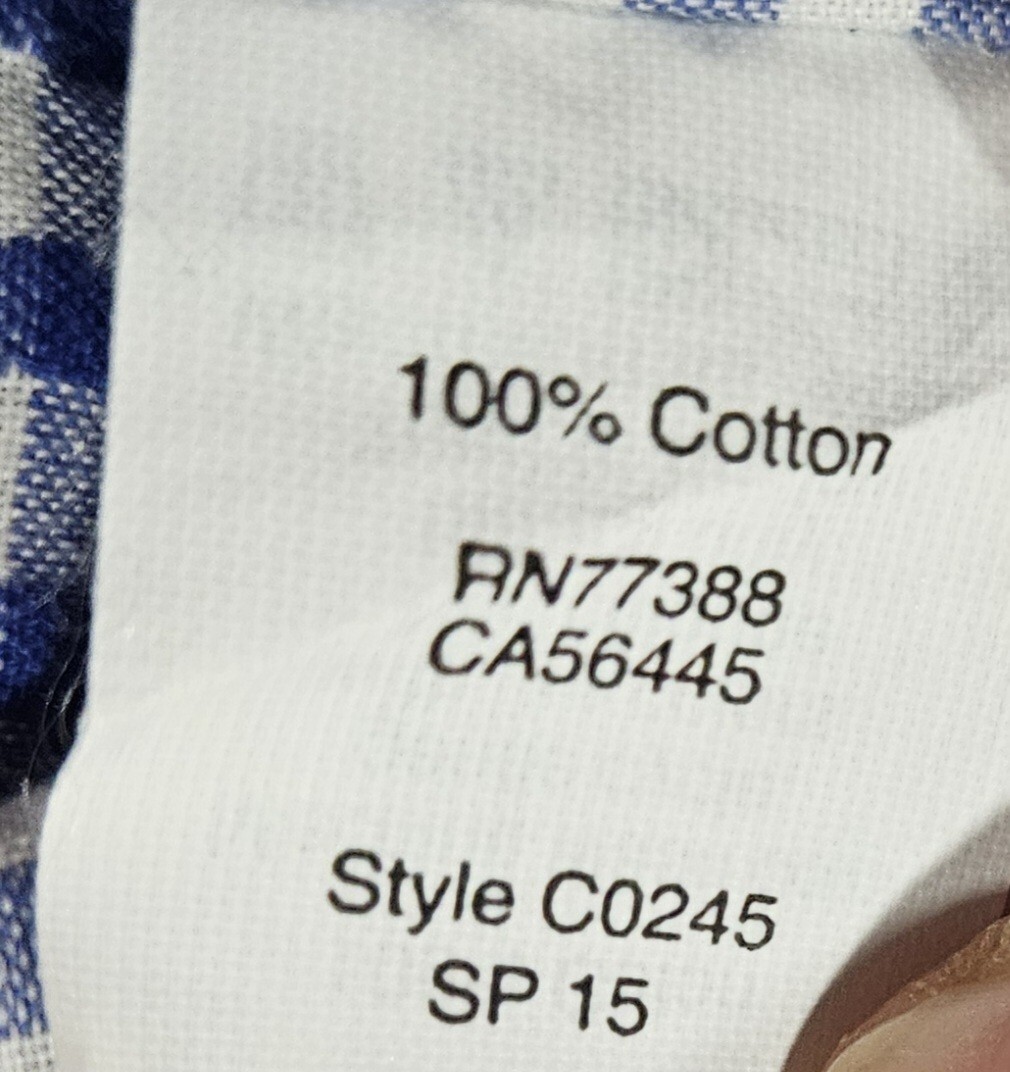 100% Cotton
RN77388
CA56445
Style C0245
SP 15